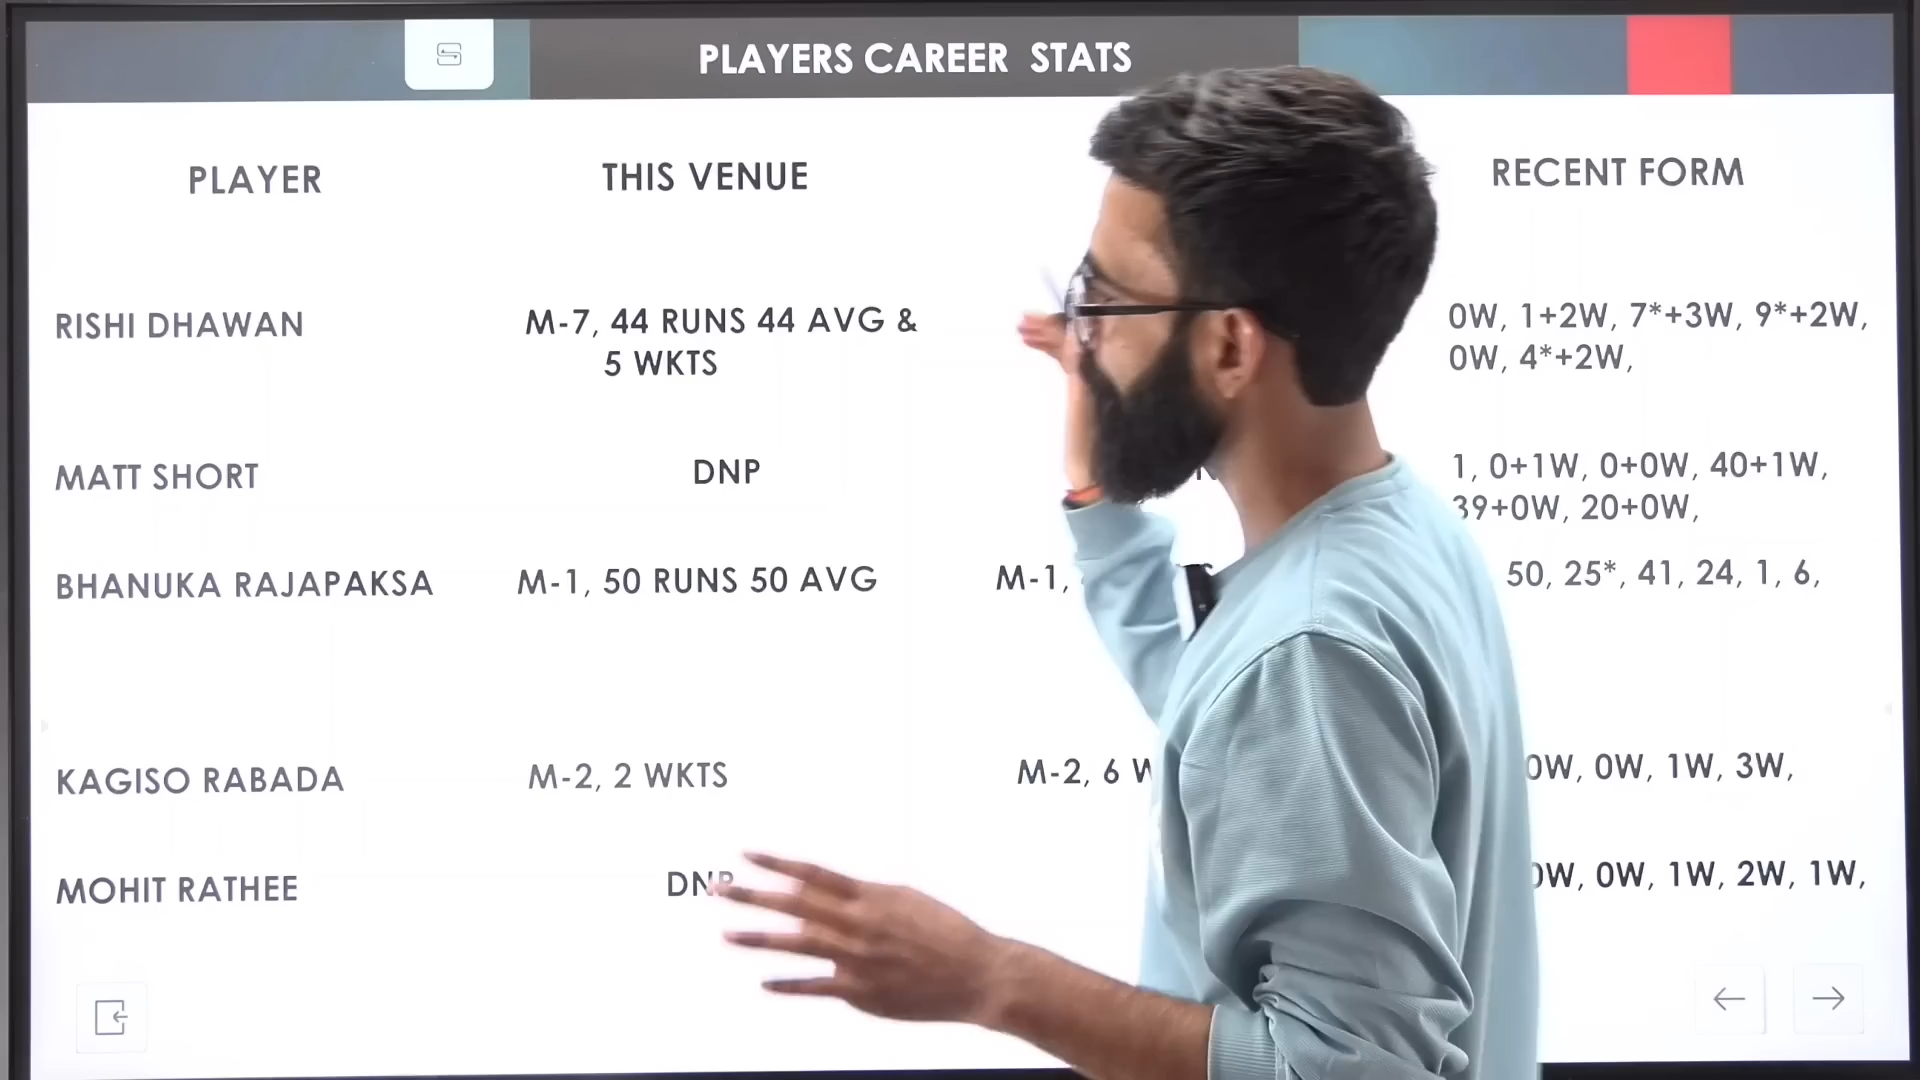 PLAYERS CAREER STATS
PLAYER THIS VENUE RECENT FORM
RISHI DHAWAN M-7, 44 RUNS 44 AVG & 0W, 1+2W, 7*+3W, 9*+2W,
5 WKTS 0W, 4*+2W,
MATT SHORT DNP 1, 0+1W, 0+0W, 40+1W,
39+0W, 20+0W,
BHANUKA RAJAPAKSA M-1, 50 RUNS 50 AVG M-1, 50, 25*, 41, 24, 1, 6,
KAGISO RABADA M-2, 2 WKTS M-2, 6 0W, 0W, 1W, 3W,
MOHIT RATHEE DNP 0W, 0W, 1W, 2W, 1W,